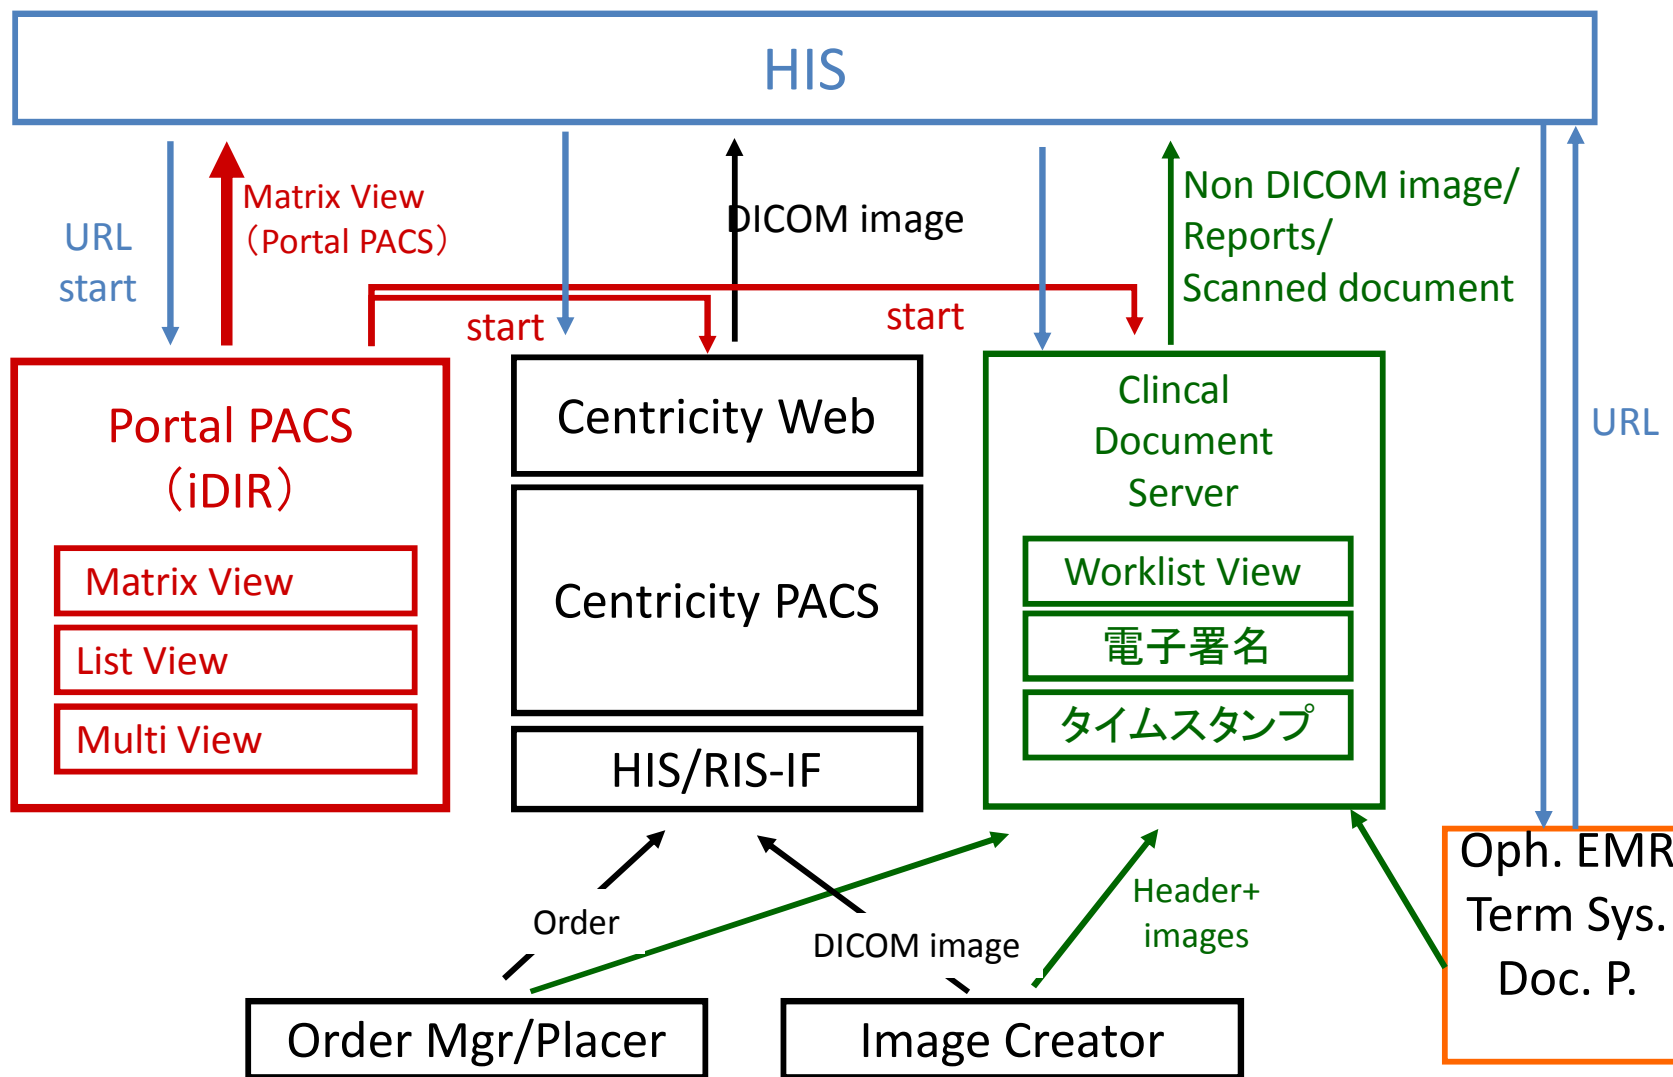 HIS
URL
start
Matrix View
（Portal PACS）
DICOM image
Non DICOM image/
Reports/
Scanned document
start
start
URL
Portal PACS
（iDIR）
Matrix View
List View
Multi View
Centricity Web
Centricity PACS
HIS/RIS-IF
Clincal
Document
Server
Worklist View
電子署名
タイムスタンプ
Order
DICOM image
Header+
images
Oph. EMR
Term Sys.
Doc. P.
Order Mgr/Placer
Image Creator